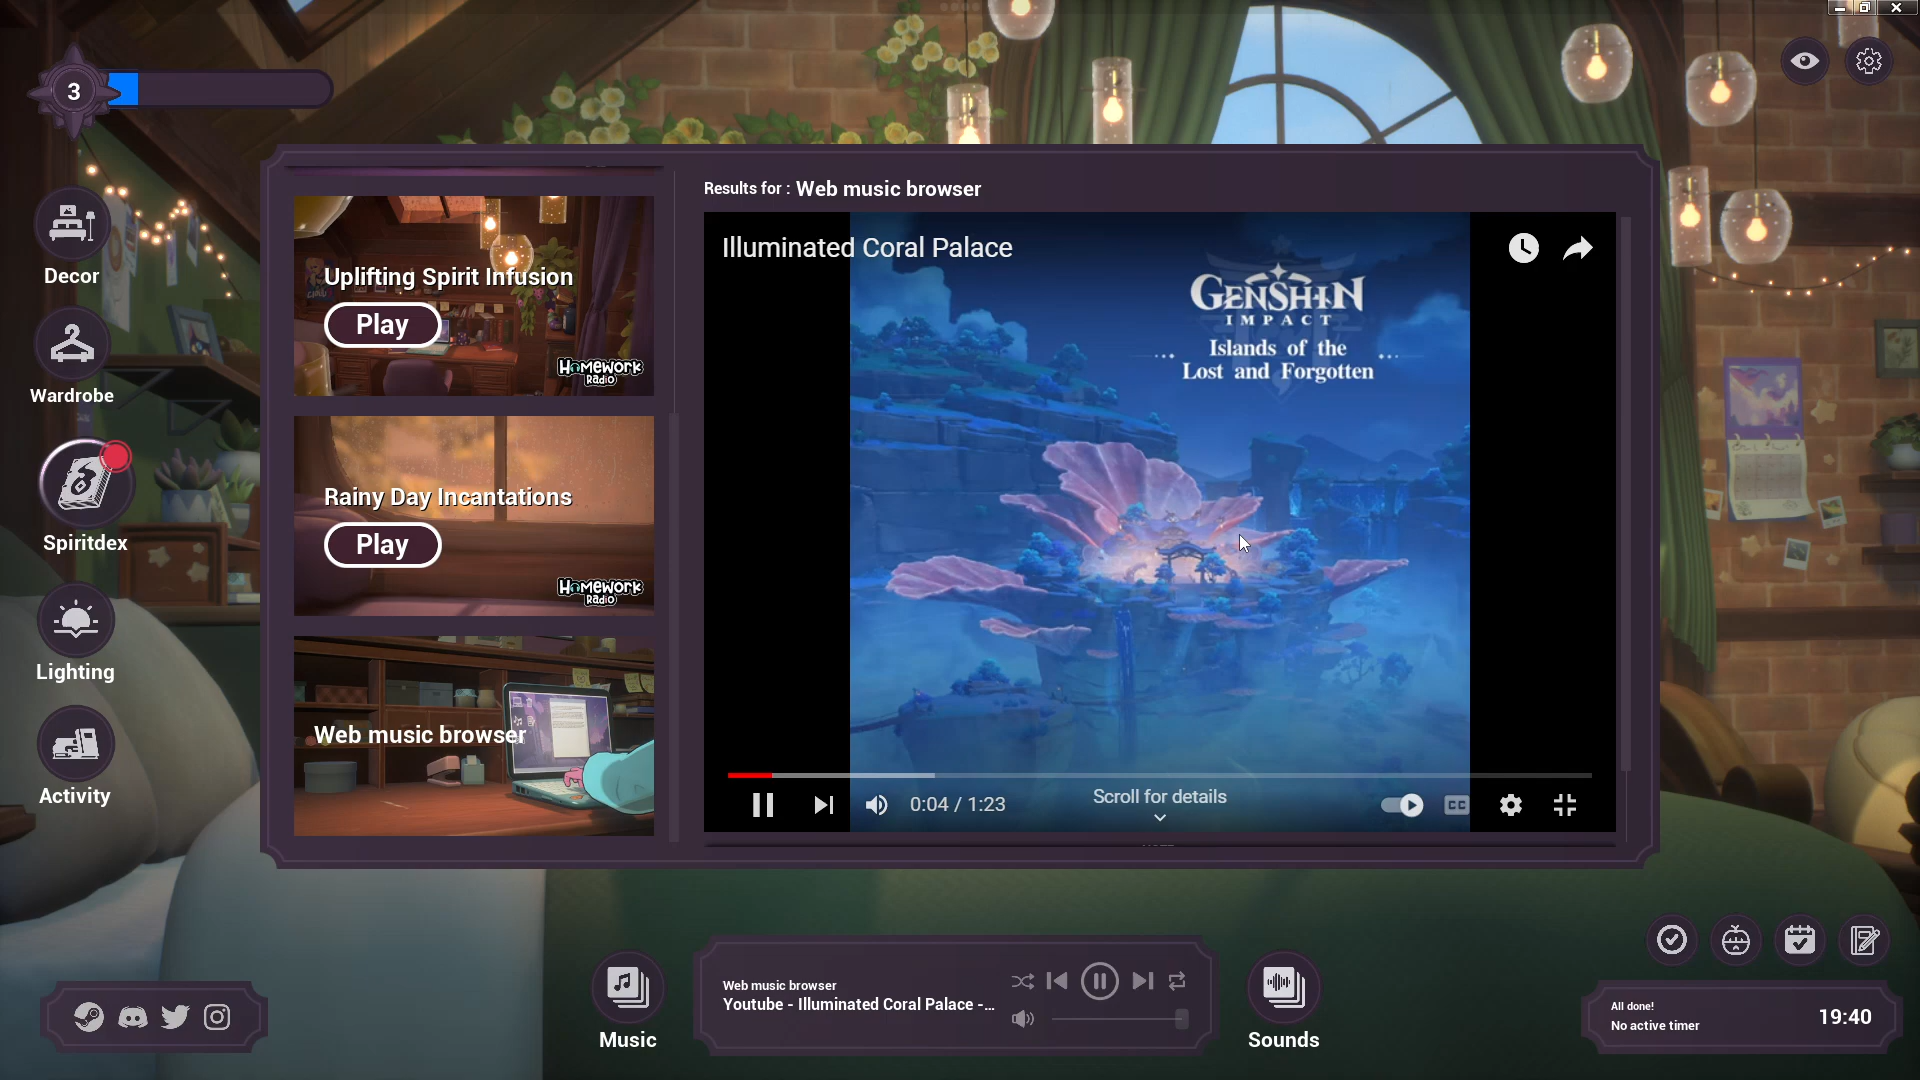 3
Decor
Wardrobe
Spiritdex
Lighting
Activity
Uplifting Spirit Infusion
Play
Homework
Radio
Rainy Day Incantations
Play
Homework
Radio
Web music browser
Results for : Web music browser
Illuminated Coral Palace
GENSHIN
IMPACT
Islands of the
Lost and Forgotten
0:04 / 1:23
Scroll for details
CC
Music
Web music browser
Youtube - Illuminated Coral Palace -...
Sounds
All done!
No active timer
19:40